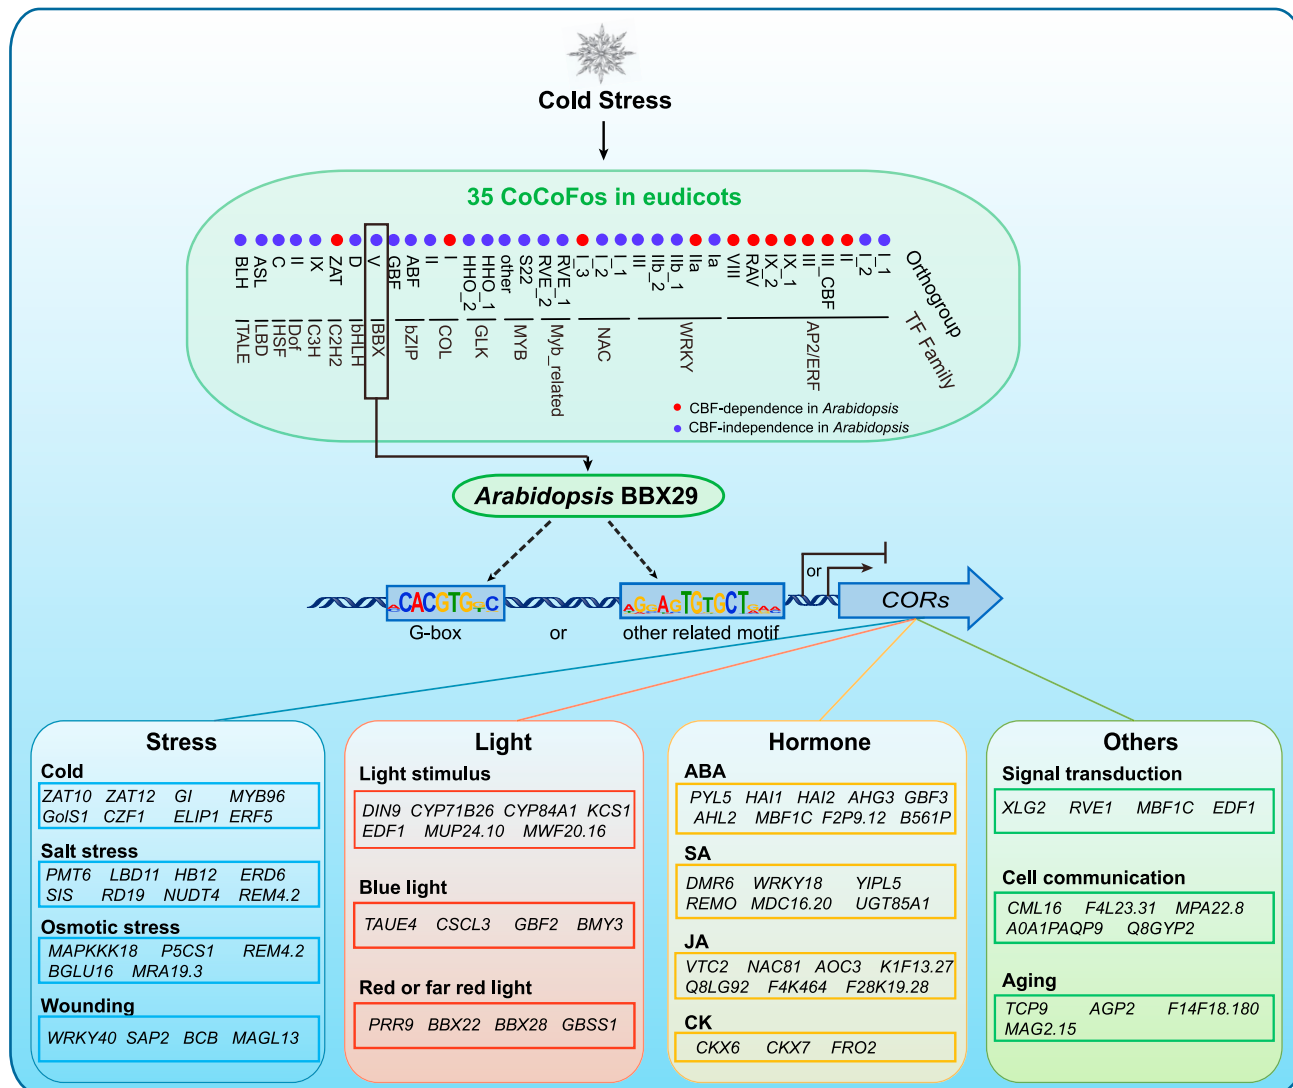 Cold Stress
35 CoCoFos in eudicots
BLH ASL C II IX ZAT D V GBF ABF II I HHO_2 HHO_1 other S22 RVE_2 RVE_1 I_3 I_2 I_1 III IIb_2 IIb_1 IIa Ia VIII RAV IX_2 IX_1 III III_CBF II I_2 I_1 Orthogroup
TALE LBD HSF Dof C3H C2H2 bHLH BBX bZIP COL GLK MYB Myb_related NAC WRKY AP2/ERF TF Family
CBF-dependence in Arabidopsis
CBF-independence in Arabidopsis
Arabidopsis BBX29
or
CACGTG C
AGGAGTGTGCT
CORs
G-box or other related motif
Stress
Cold
ZAT10 ZAT12 GI MYB96
GolS1 CZF1 ELIP1 ERF5
Salt stress
PMT6 LBD11 HB12 ERD6
SIS RD19 NUDT4 REM4.2
Osmotic stress
MAPKKK18 P5CS1 REM4.2
BGLU16 MRA19.3
Wounding
WRKY40 SAP2 BCB MAGL13
Light
Light stimulus
DIN9 CYP71B26 CYP84A1 KCS1
EDF1 MUP24.10 MWF20.16
Blue light
TAUE4 CSCL3 GBF2 BMY3
Red or far red light
PRR9 BBX22 BBX28 GBSS1
Hormone
ABA
PYL5 HAI1 HAI2 AHG3 GBF3
AHL2 MBF1C F2P9.12 B561P
SA
DMR6 WRKY18 YIPL5
REMO MDC16.20 UGT85A1
JA
VTC2 NAC81 AOC3 K1F13.27
Q8LG92 F4K464 F28K19.28
CK
CKX6 CKX7 FRO2
Others
Signal transduction
XLG2 RVE1 MBF1C EDF1
Cell communication
CML16 F4L23.31 MPA22.8
A0A1PAQP9 Q8GYP2
Aging
TCP9 AGP2 F14F18.180
MAG2.15